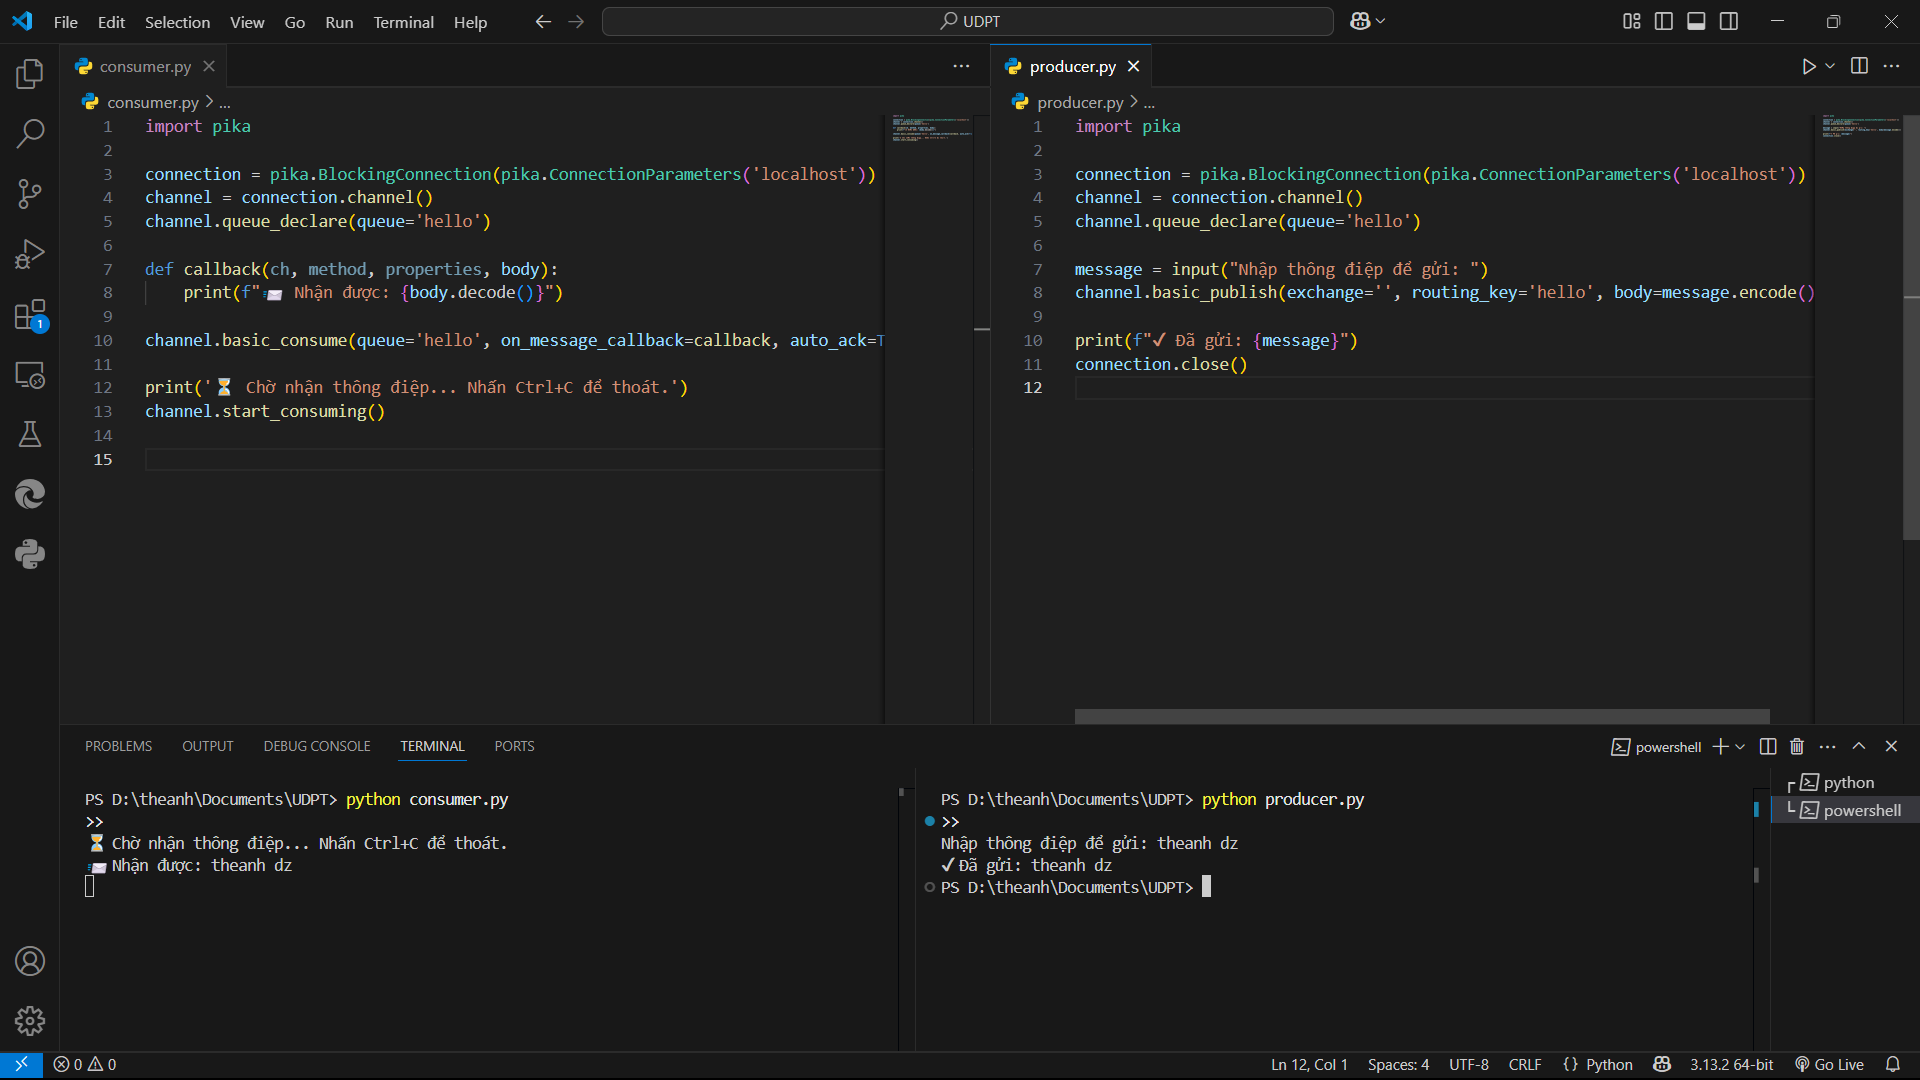 File Edit Selection View Go Run Terminal Help
UDPT
consumer.py
consumer.py > ...
1 import pika
2
3 connection = pika.BlockingConnection(pika.ConnectionParameters('localhost'))
4 channel = connection.channel()
5 channel.queue_declare(queue='hello')
6
7 def callback(ch, method, properties, body):
8 print(f"📨 Nhận được: {body.decode()}")
9
10 channel.basic_consume(queue='hello', on_message_callback=callback, auto_ack=T
11
12 print('⏳ Chờ nhận thông điệp... Nhấn Ctrl+C để thoát.')
13 channel.start_consuming()
14
15
producer.py
producer.py > ...
1 import pika
2
3 connection = pika.BlockingConnection(pika.ConnectionParameters('localhost'))
4 channel = connection.channel()
5 channel.queue_declare(queue='hello')
6
7 message = input("Nhập thông điệp để gửi: ")
8 channel.basic_publish(exchange='', routing_key='hello', body=message.encode()
9
10 print(f"✓ Đã gửi: {message}")
11 connection.close()
12
1
PROBLEMS OUTPUT DEBUG CONSOLE TERMINAL PORTS
powershell
PS D:\theanh\Documents\UDPT> python consumer.py
>>
⏳ Chờ nhận thông điệp... Nhấn Ctrl+C để thoát.
📨 Nhận được: theanh dz
PS D:\theanh\Documents\UDPT> python producer.py
>>
Nhập thông điệp để gửi: theanh dz
✓ Đã gửi: theanh dz
PS D:\theanh\Documents\UDPT>
python
powershell
0 0
Ln 12, Col 1 Spaces: 4 UTF-8 CRLF {} Python 3.13.2 64-bit Go Live